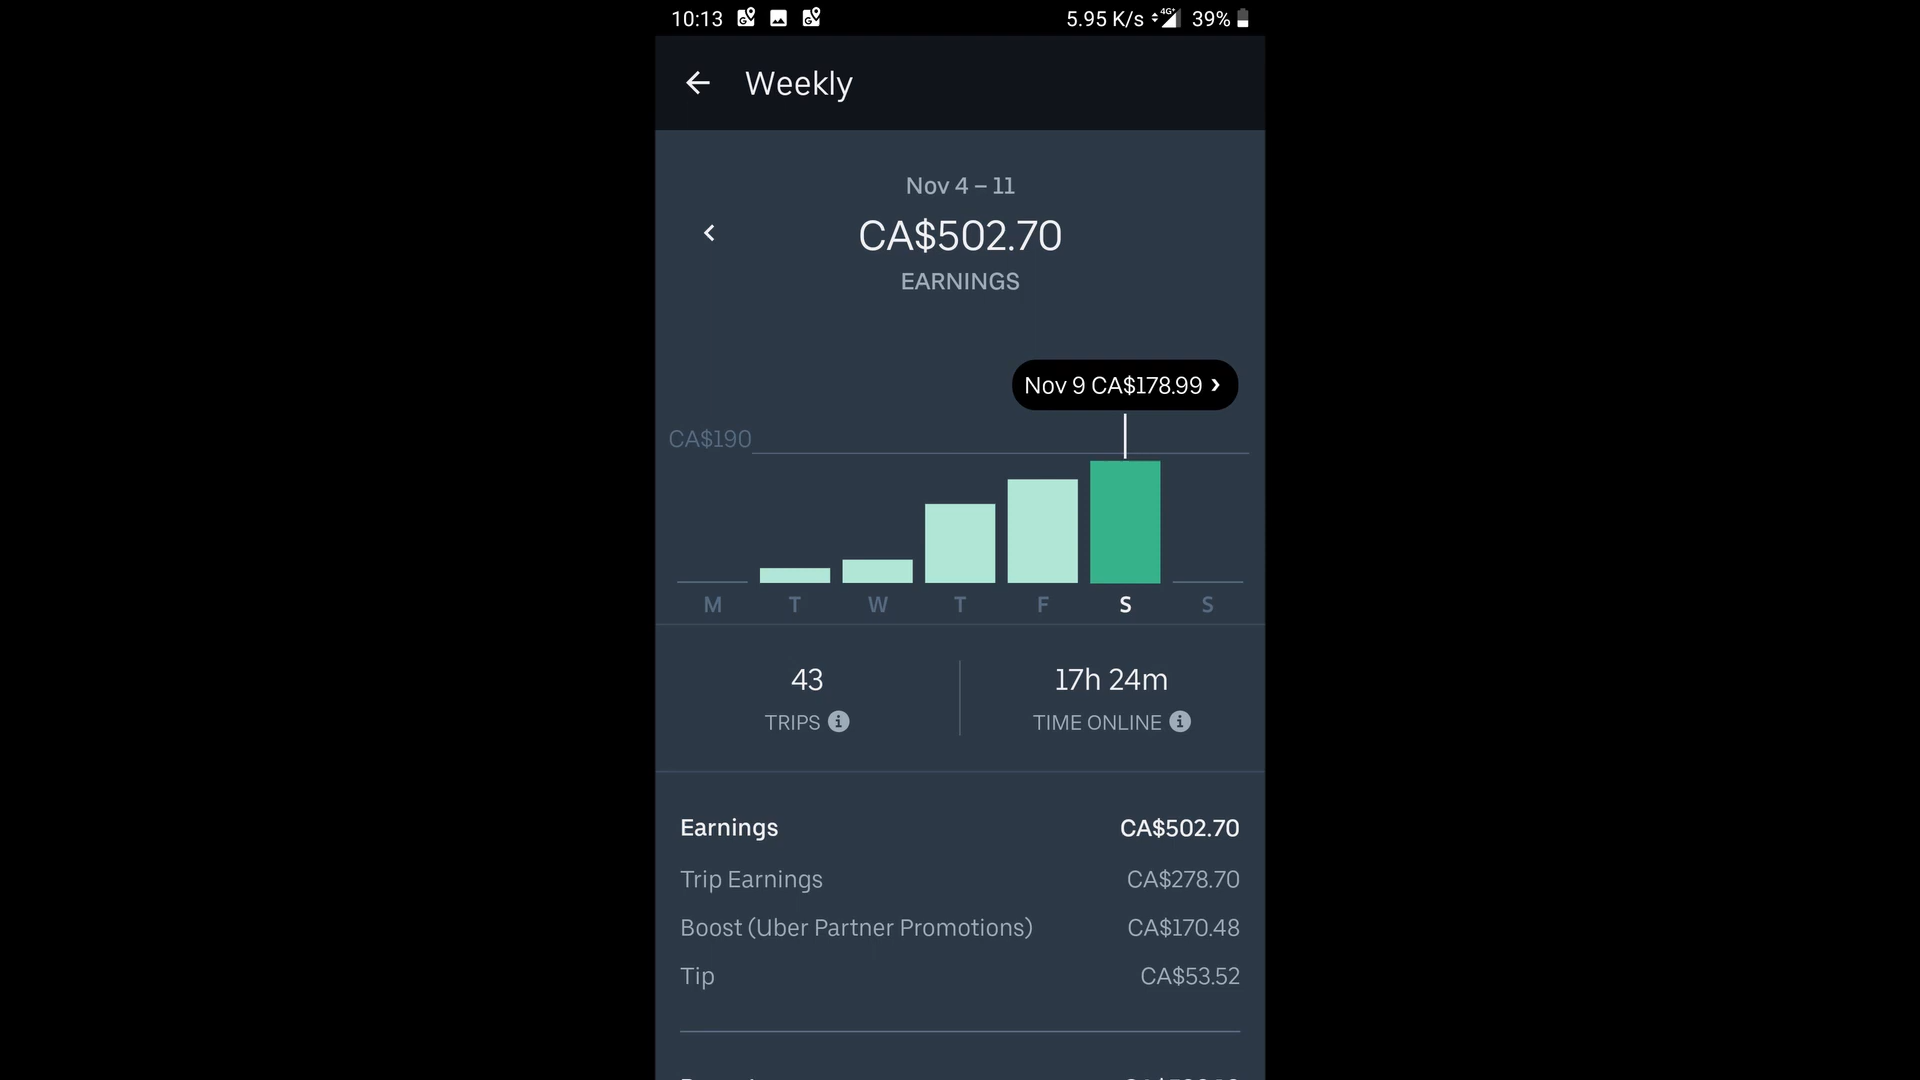 10:13 5.95 K/s 4G+ 39%
Weekly
Nov 4 – 11
CA$502.70
EARNINGS
Nov 9 CA$178.99
CA$190
M T W T F S S
43 17h 24m
TRIPS TIME ONLINE
Earnings CA$502.70
Trip Earnings CA$278.70
Boost (Uber Partner Promotions) CA$170.48
Tip CA$53.52